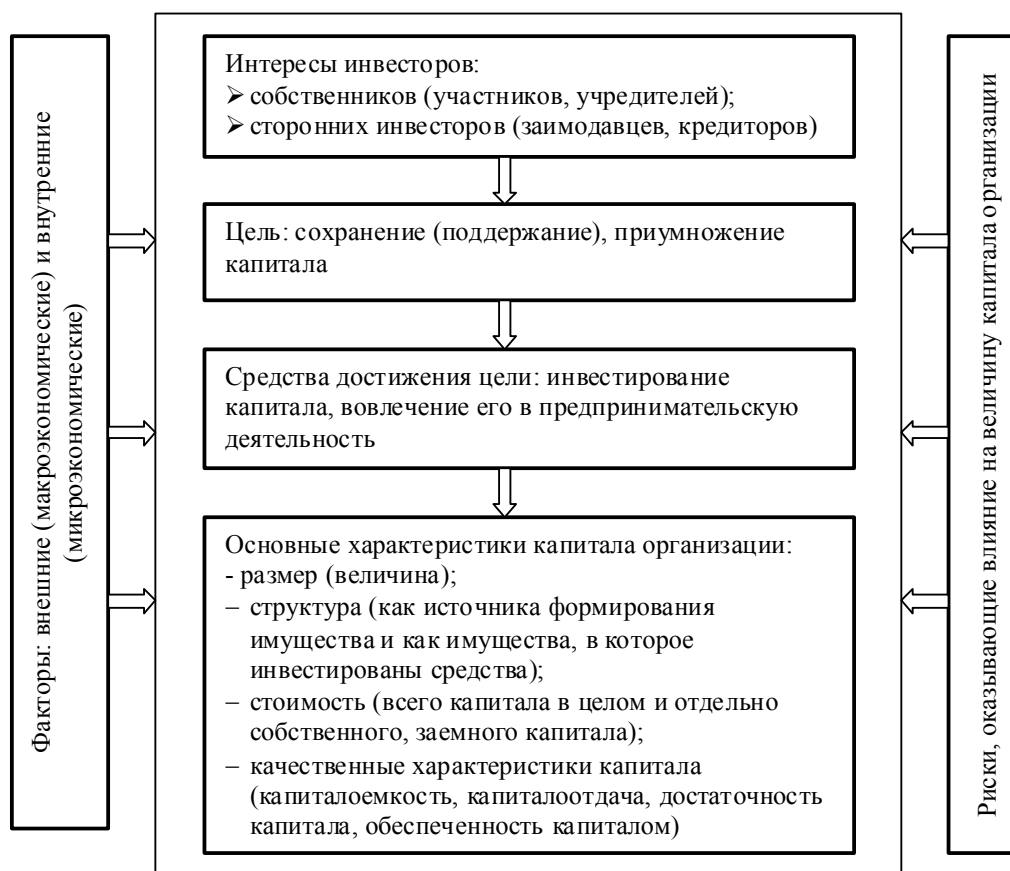 Факторы: внешние (макроэкономические) и внутренние
(микроэкономические)
Интересы инвесторов:
➢ собственников (участников, учредителей);
➢ сторонних инвесторов (заимодавцев, кредиторов)
Цель: сохранение (поддержание), приумножение
капитала
Средства достижения цели: инвестирование
капитала, вовлечение его в предпринимательскую
деятельность
Основные характеристики капитала организации:
- размер (величина);
– структура (как источника формирования
имущества и как имущества, в которое
инвестированы средства);
– стоимость (всего капитала в целом и отдельно
собственного, заемного капитала);
– качественные характеристики капитала
(капиталоемкость, капиталоотдача, достаточность
капитала, обеспеченность капиталом)
Риски, оказывающие влияние на величину капитала организации